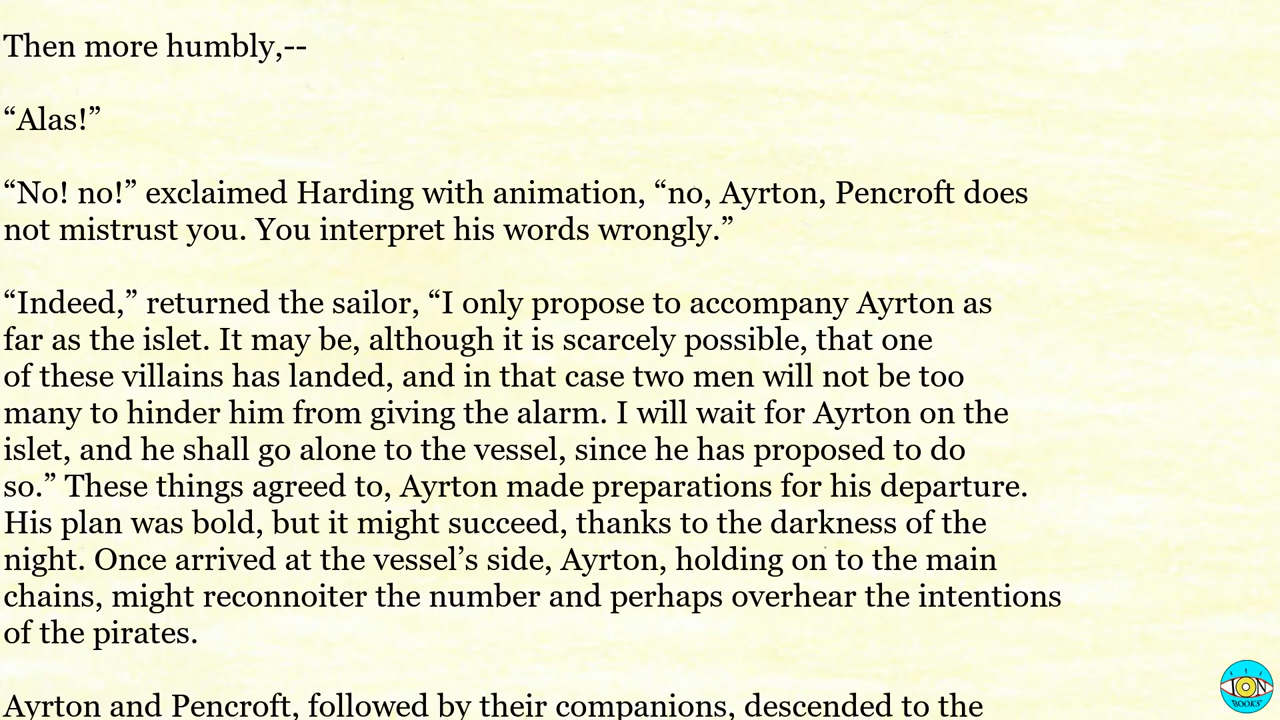 Then more humbly,--
“Alas!”
“No! no!” exclaimed Harding with animation, “no, Ayrton, Pencroft does
not mistrust you. You interpret his words wrongly.”
“Indeed,” returned the sailor, “I only propose to accompany Ayrton as
far as the islet. It may be, although it is scarcely possible, that one
of these villains has landed, and in that case two men will not be too
many to hinder him from giving the alarm. I will wait for Ayrton on the
islet, and he shall go alone to the vessel, since he has proposed to do
so.” These things agreed to, Ayrton made preparations for his departure.
His plan was bold, but it might succeed, thanks to the darkness of the
night. Once arrived at the vessel’s side, Ayrton, holding on to the main
chains, might reconnoiter the number and perhaps overhear the intentions
of the pirates.
Ayrton and Pencroft, followed by their companions, descended to the
ION
BOOKS